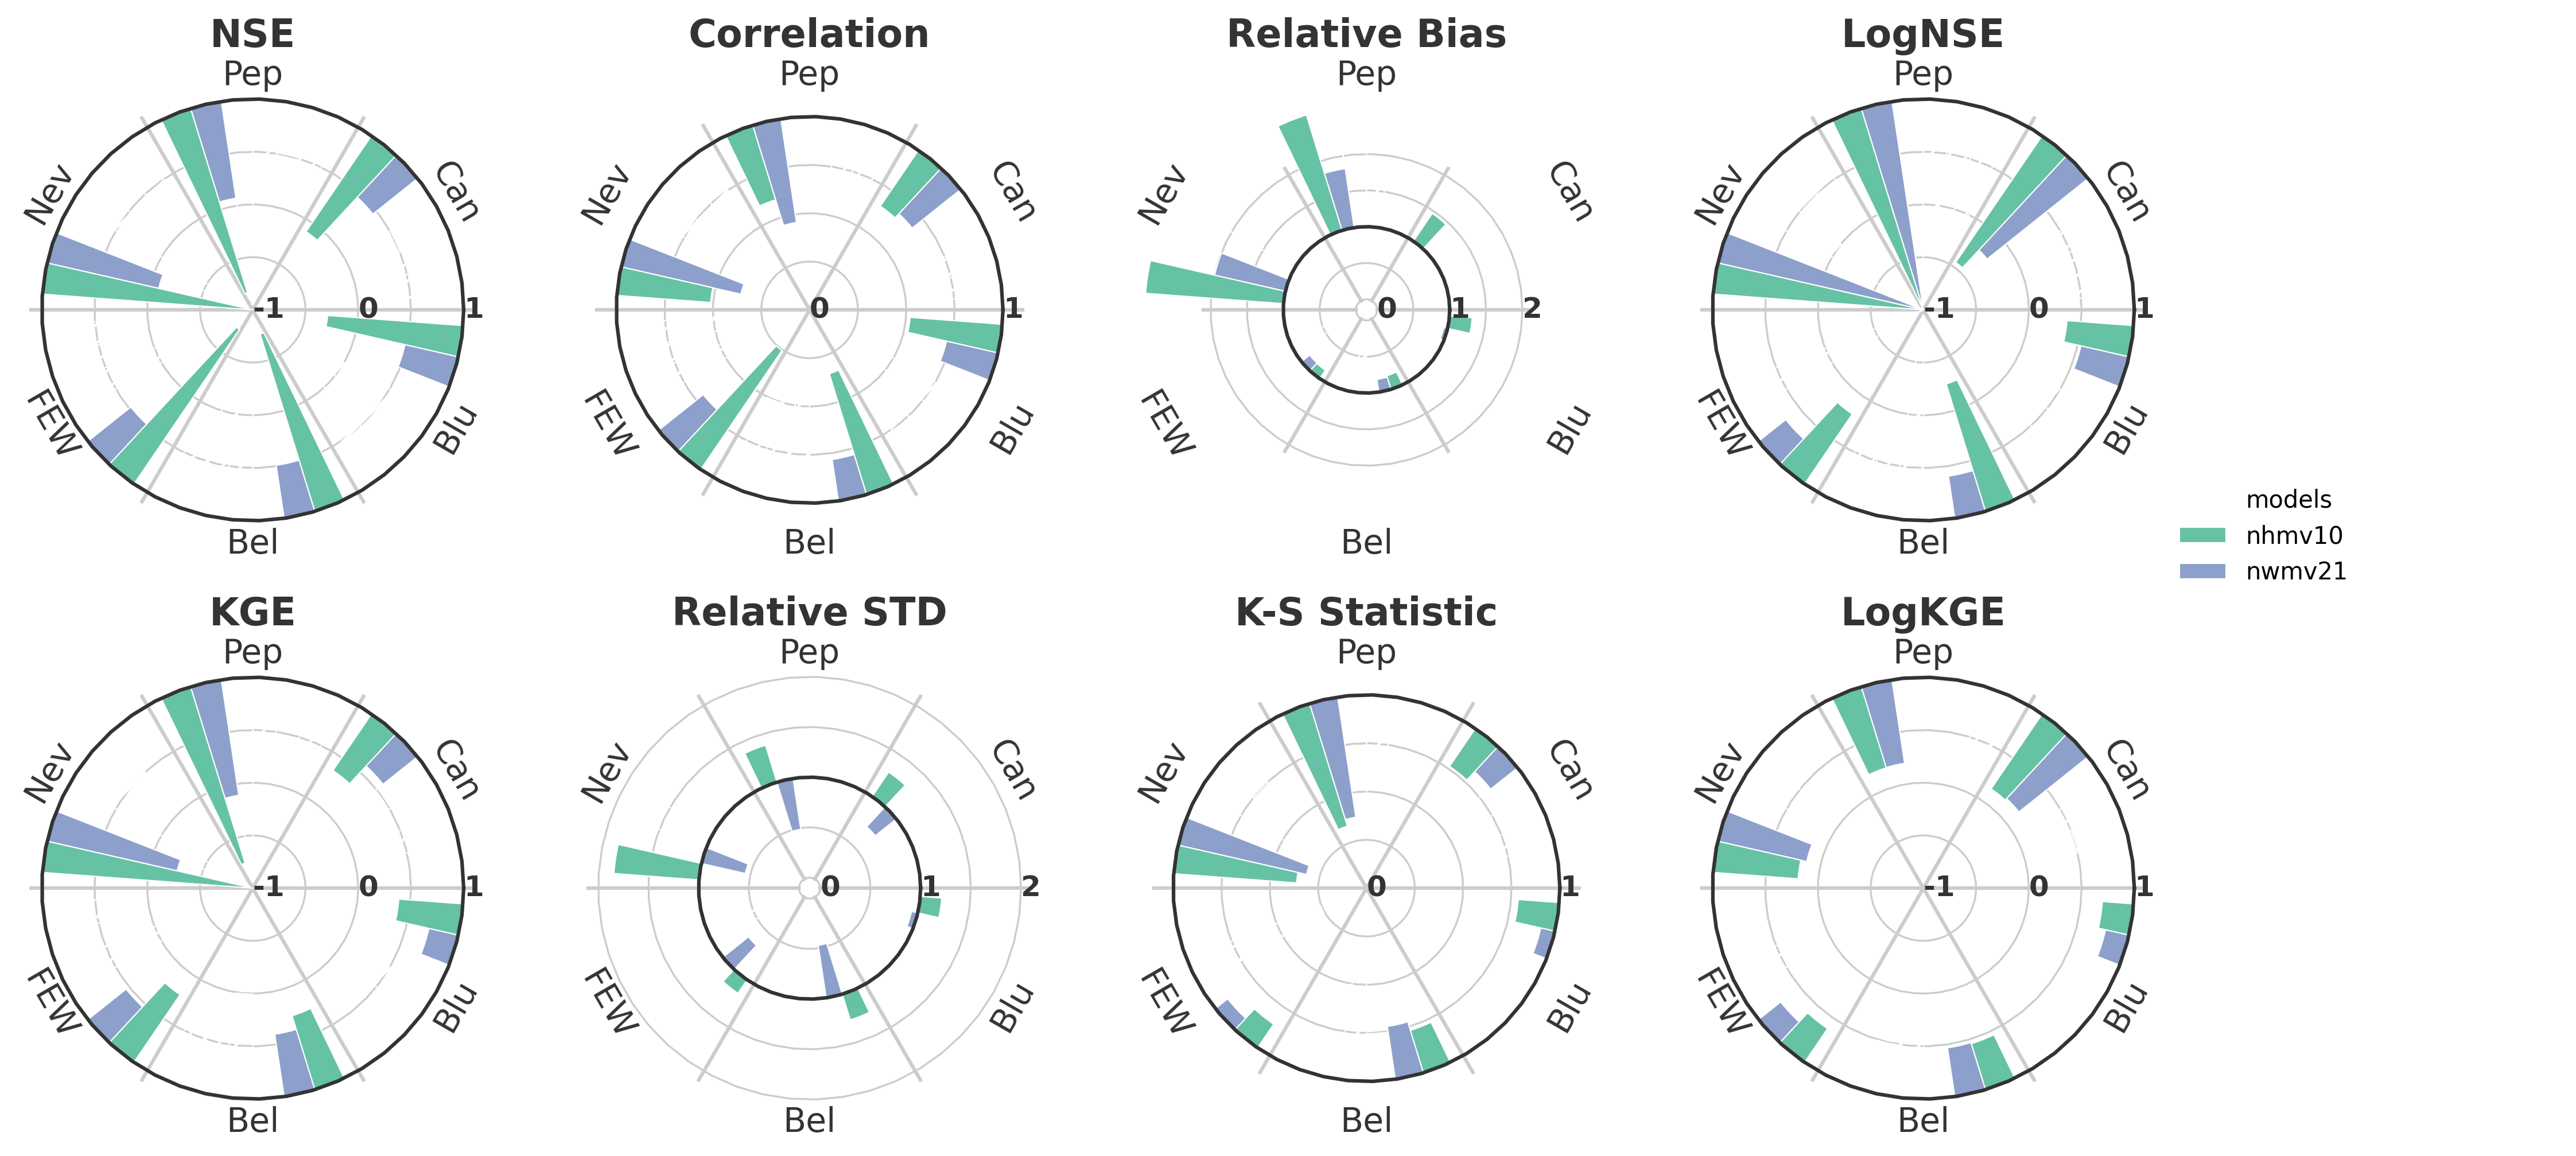 NSE
Pep
Can
Nev
-1
0
1
FEW
Blu
Bel
Correlation
Pep
Can
Nev
0
1
FEW
Blu
Bel
Relative Bias
Pep
Can
Nev
0
1
2
FEW
Blu
Bel
LogNSE
Pep
Can
Nev
-1
0
1
FEW
Blu
Bel
models
nhmv10
nwmv21
KGE
Pep
Can
Nev
-1
0
1
FEW
Blu
Bel
Relative STD
Pep
Can
Nev
0
1
2
FEW
Blu
Bel
K-S Statistic
Pep
Can
Nev
0
1
FEW
Blu
Bel
LogKGE
Pep
Can
Nev
-1
0
1
FEW
Blu
Bel